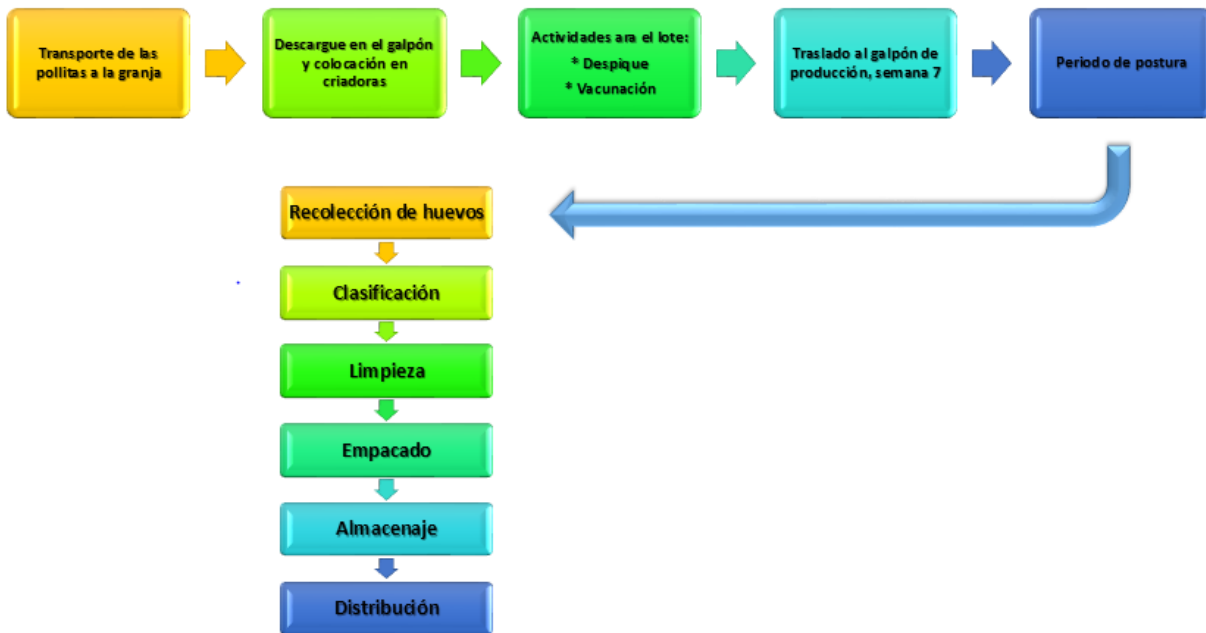 Transporte de las
pollitas a la granja
Descargue en el galpón
y colocación en
criadoras
Actividades ara el lote:
* Despique
* Vacunación
Traslado al galpón de
producción, semana 7
Periodo de postura
Recolección de huevos
Clasificación
Limpieza
Empacado
Almacenaje
Distribución